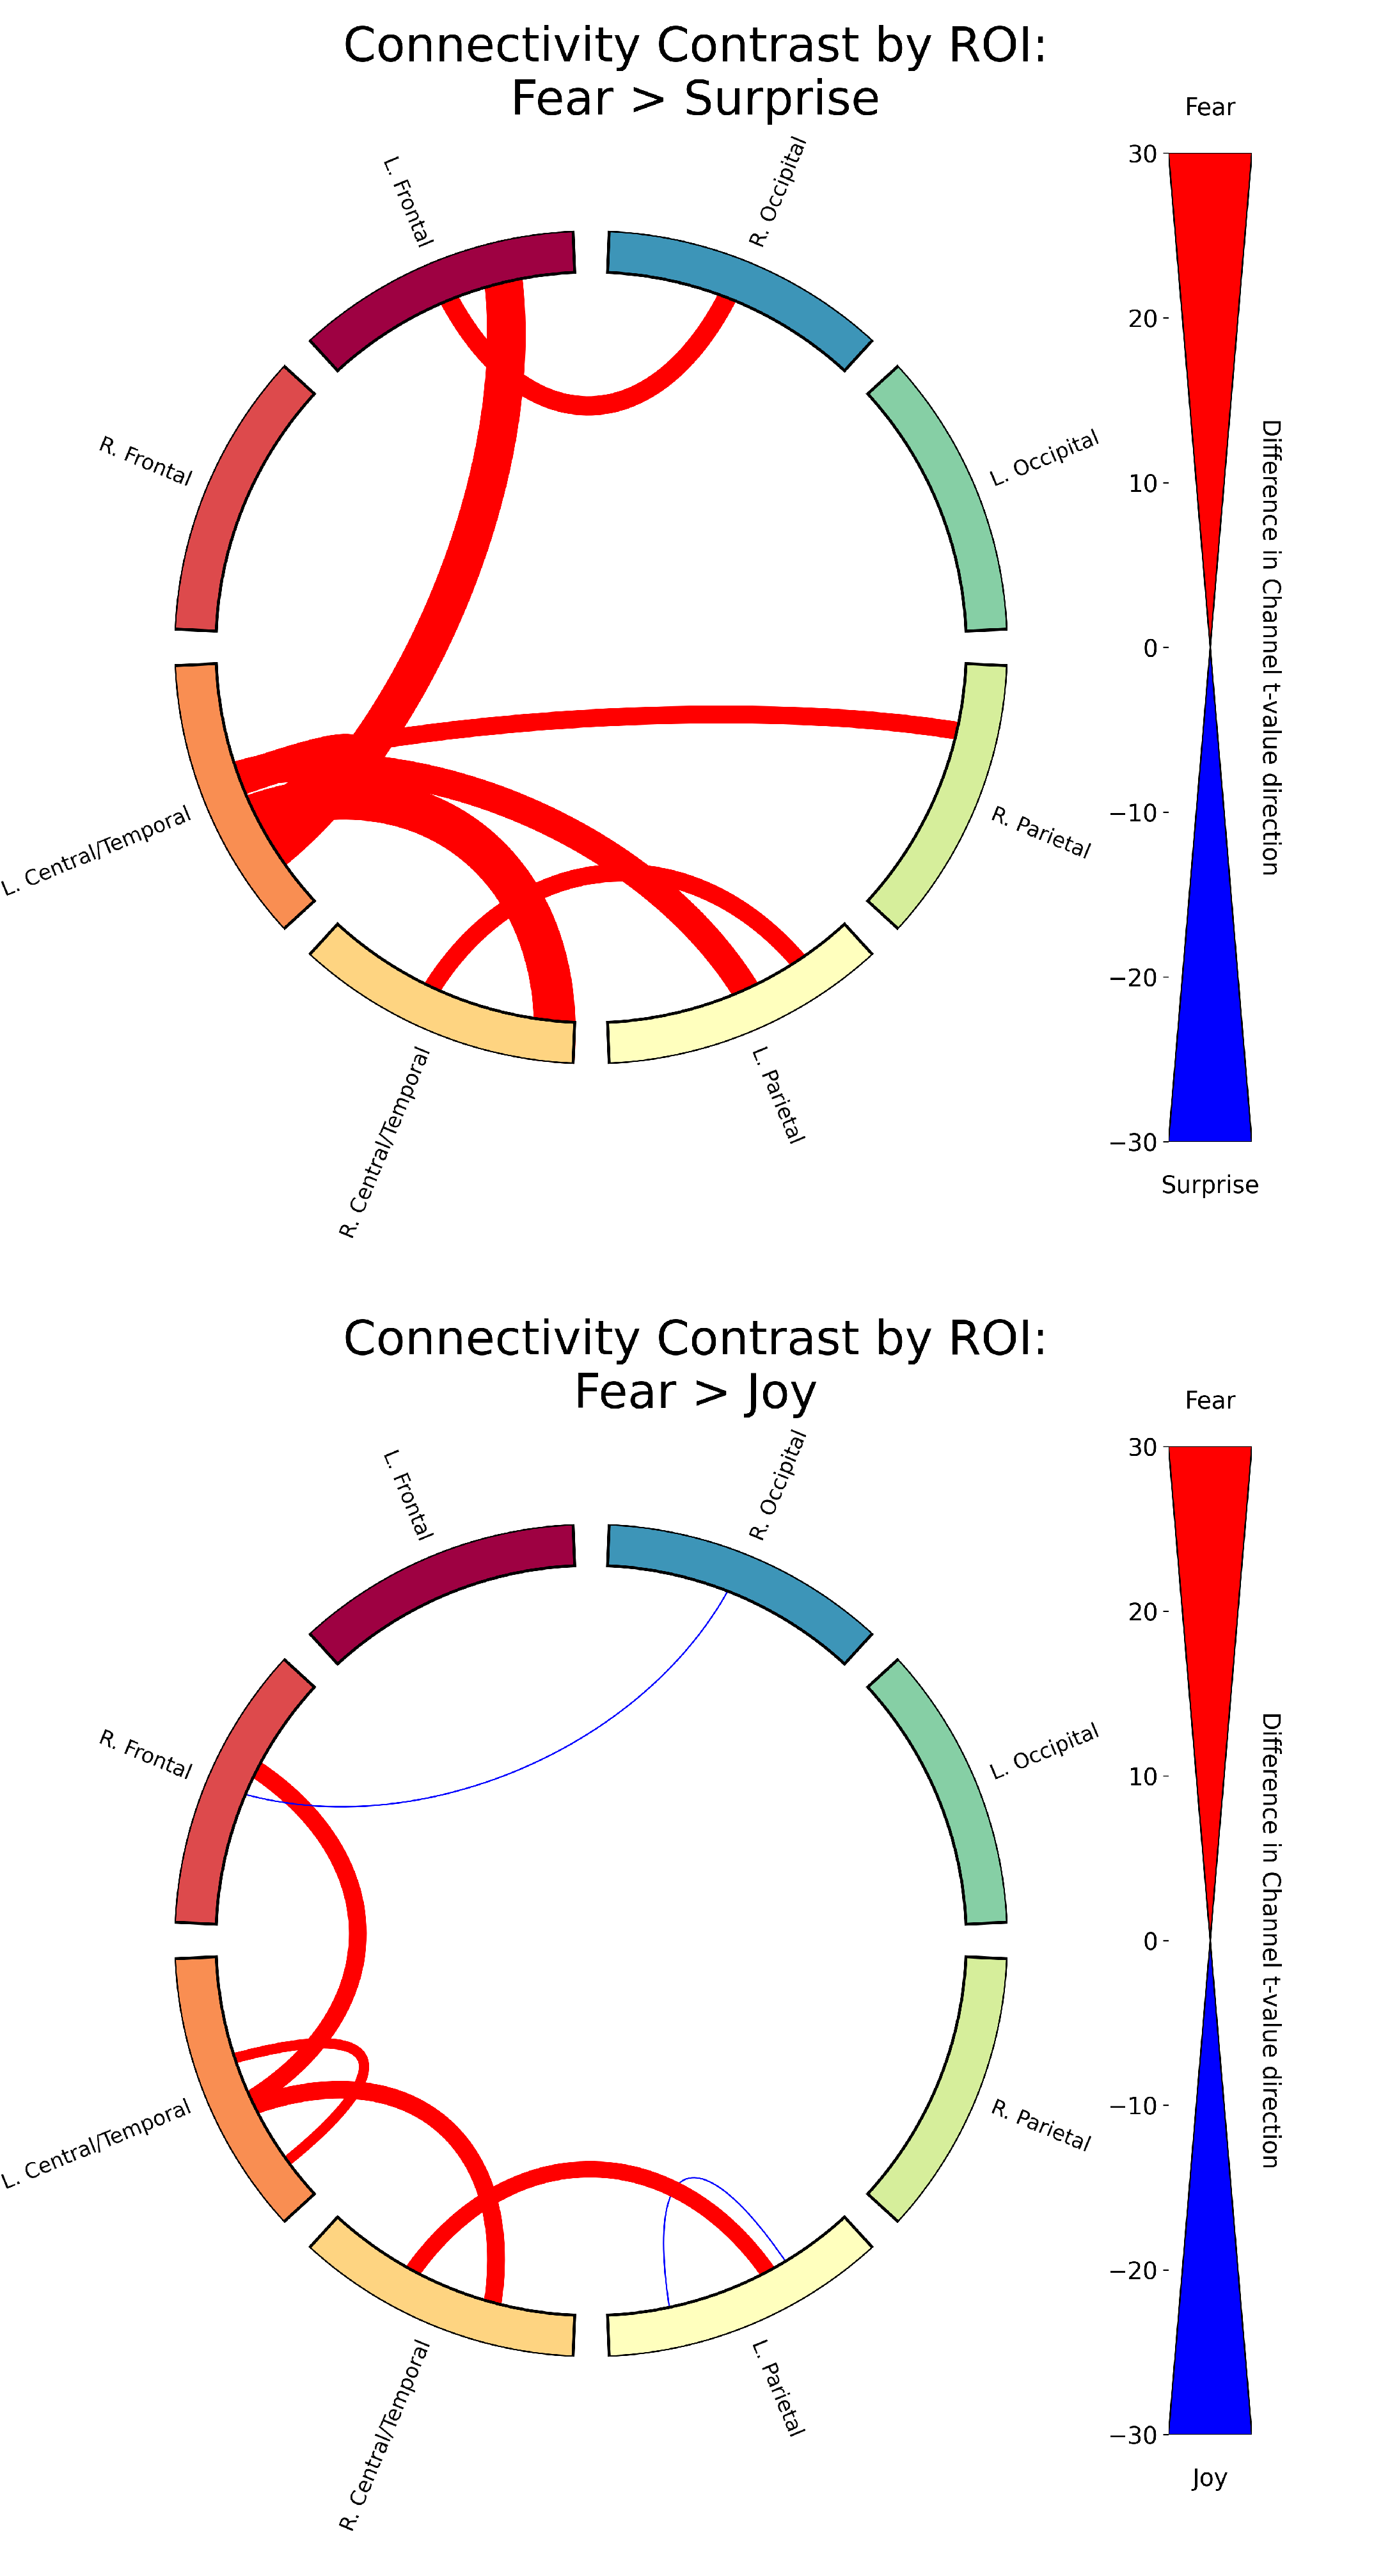 Connectivity Contrast by ROI:
Fear > Surprise
Fear
L. Frontal
R. Occipital
R. Frontal
L. Occipital
L. Central/Temporal
R. Parietal
R. Central/Temporal
L. Parietal
30
20
10
0
−10
−20
−30
Difference in Channel t-value direction
Surprise
Connectivity Contrast by ROI:
Fear > Joy
Fear
L. Frontal
R. Occipital
R. Frontal
L. Occipital
L. Central/Temporal
R. Parietal
R. Central/Temporal
L. Parietal
30
20
10
0
−10
−20
−30
Difference in Channel t-value direction
Joy